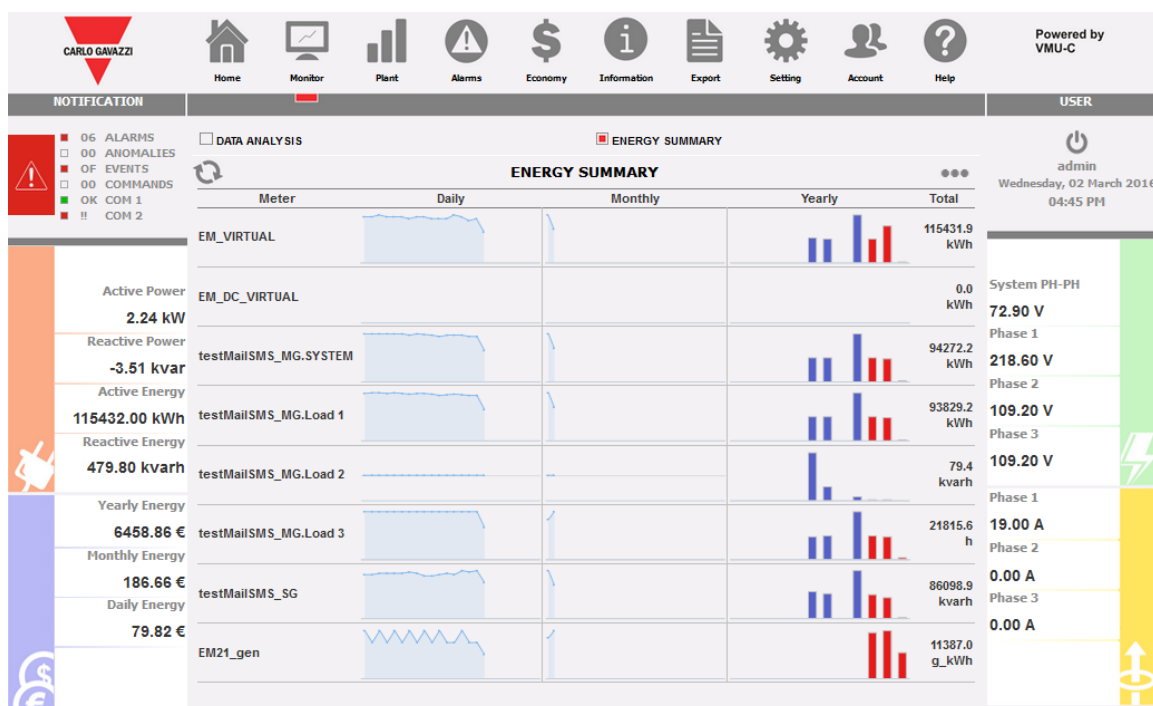 CARLO GAVAZZI
Home Monitor Plant Alarms Economy Information Export Setting Account Help
Powered by
VMU-C
NOTIFICATION
USER
06 ALARMS
00 ANOMALIES
OF EVENTS
00 COMMANDS
OK COM 1
!! COM 2
DATA ANALYSIS ENERGY SUMMARY
admin
Wednesday, 02 March 2016
04:45 PM
ENERGY SUMMARY
Meter Daily Monthly Yearly Total
EM_VIRTUAL 115431.9
kWh
EM_DC_VIRTUAL 0.0
kWh
testMailSMS_MG.SYSTEM 94272.2
kWh
testMailSMS_MG.Load 1 93829.2
kWh
testMailSMS_MG.Load 2 79.4
kvarh
testMailSMS_MG.Load 3 21815.6
h
testMailSMS_SG 86098.9
kvarh
EM21_gen 11387.0
g_kWh
Active Power
2.24 kW
Reactive Power
-3.51 kvar
Active Energy
115432.00 kWh
Reactive Energy
479.80 kvarh
Yearly Energy
6458.86 €
Monthly Energy
186.66 €
Daily Energy
79.82 €
System PH-PH
72.90 V
Phase 1
218.60 V
Phase 2
109.20 V
Phase 3
109.20 V
Phase 1
19.00 A
Phase 2
0.00 A
Phase 3
0.00 A